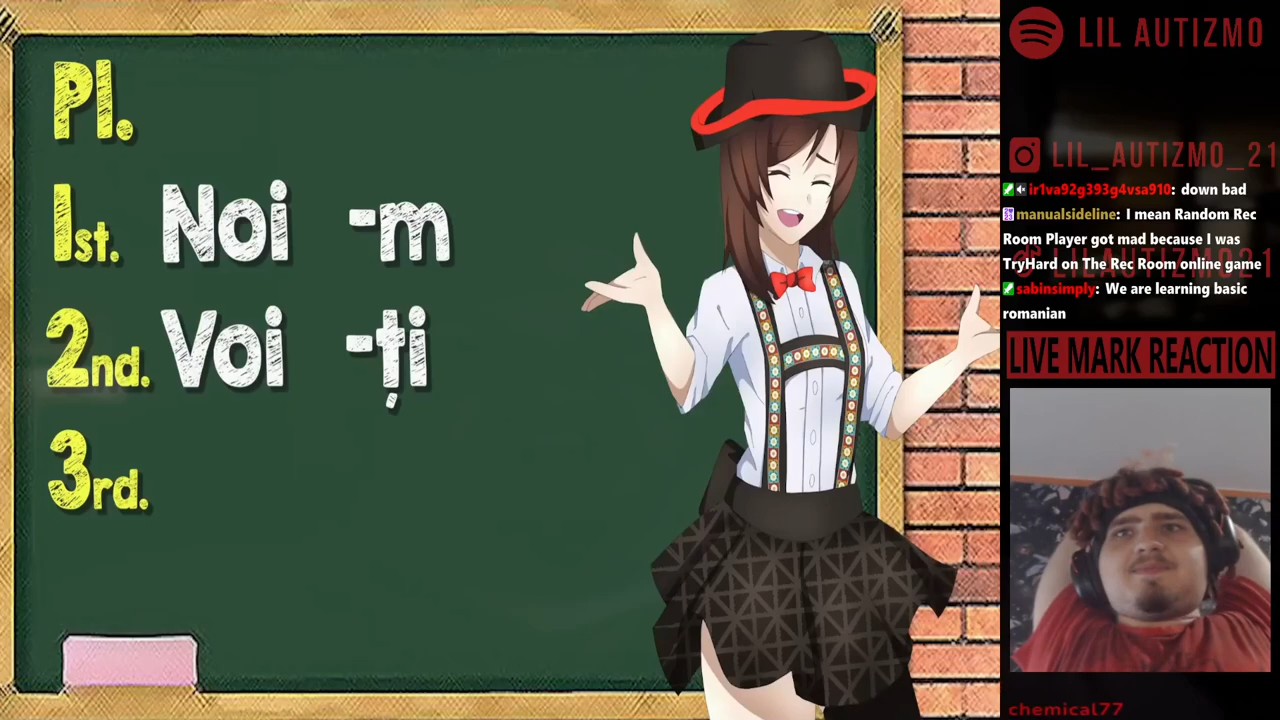 Pl.
1st. Noi -m
2nd. Voi -ți
3rd.
LIL AUTIZMO
LIL_AUTIZMO_21
ir1va92g393g4vsa910: down bad
manualsideline: I mean Random Rec
Room Player got mad because I was
LILAUTIZMO21
TryHard on The Rec Room online game
sabinsimply: We are learning basic
romanian
LIVE MARK REACTION
chemical77